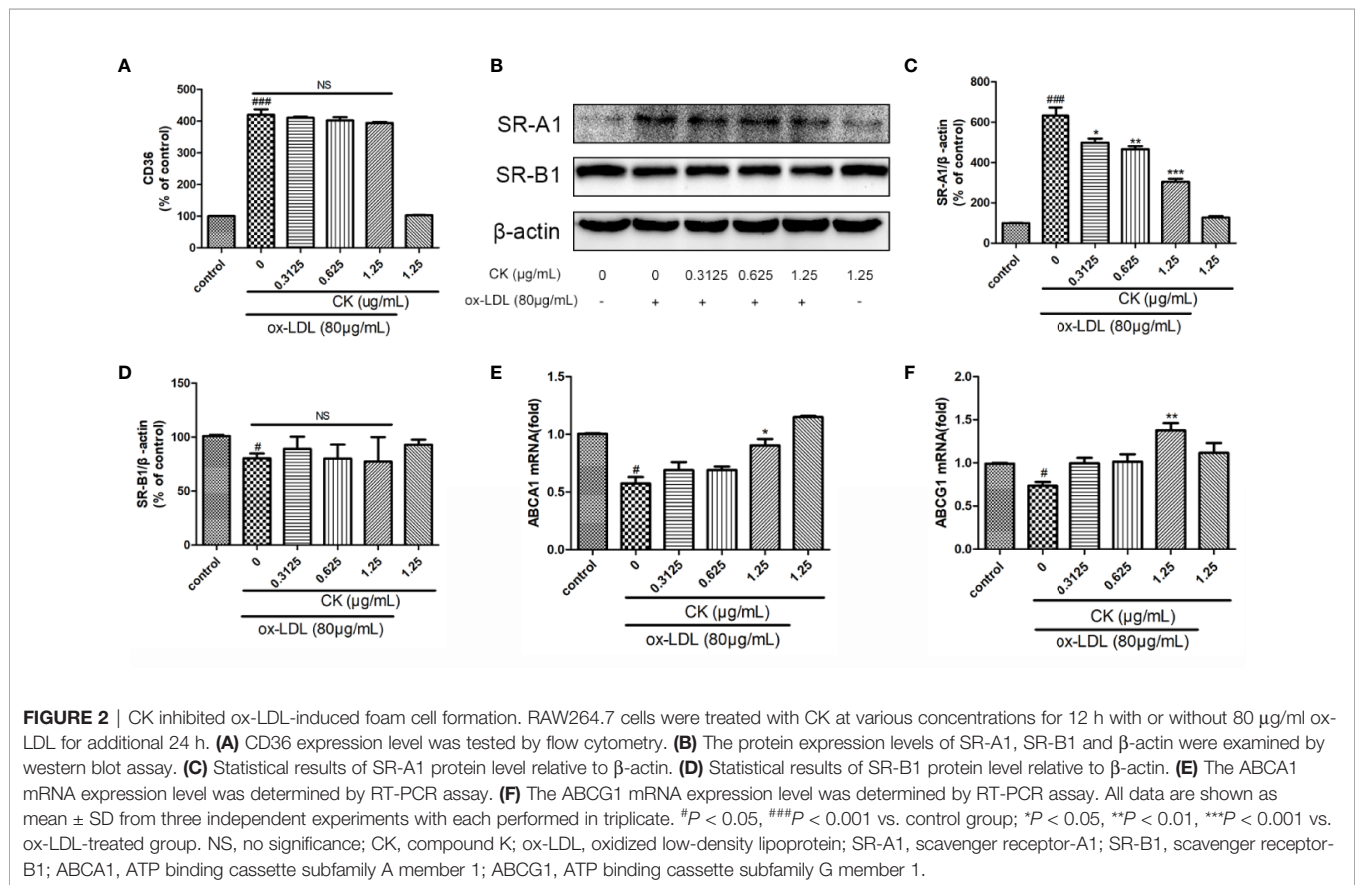 A
NS
###
500
400
300
200
100
0
CD36
(% of control)
control
0
0.3125
0.625
1.25
1.25
CK (ug/mL)
ox-LDL (80μg/mL)
B
SR-A1
SR-B1
β-actin
CK (μg/mL) 0 0 0.3125 0.625 1.25 1.25
ox-LDL (80μg/mL) - + + + + -
C
800
600
400
200
0
SR-A1/β -actin
(% of control)
###
*
**
***
control
0
0.3125
0.625
1.25
1.25
CK (μg/mL)
ox-LDL (80μg/mL)
D
150
100
50
0
SR-B1/β -actin
(% of control)
NS
#
control
0
0.3125
0.625
1.25
1.25
CK (μg/mL)
ox-LDL (80μg/mL)
E
1.5
1.0
0.5
0.0
ABCA1 mRNA(fold)
#
*
control
0
0.3125
0.625
1.25
1.25
CK (μg/mL)
ox-LDL (80μg/mL)
F
2.0
1.5
1.0
0.5
0.0
ABCG1 mRNA(fold)
#
**
control
0
0.3125
0.625
1.25
1.25
CK (μg/mL)
ox-LDL (80μg/mL)
FIGURE 2 | CK inhibited ox-LDL-induced foam cell formation. RAW264.7 cells were treated with CK at various concentrations for 12 h with or without 80 μg/ml ox-
LDL for additional 24 h. (A) CD36 expression level was tested by flow cytometry. (B) The protein expression levels of SR-A1, SR-B1 and β-actin were examined by
western blot assay. (C) Statistical results of SR-A1 protein level relative to β-actin. (D) Statistical results of SR-B1 protein level relative to β-actin. (E) The ABCA1
mRNA expression level was determined by RT-PCR assay. (F) The ABCG1 mRNA expression level was determined by RT-PCR assay. All data are shown as
mean ± SD from three independent experiments with each performed in triplicate. #P < 0.05, ###P < 0.001 vs. control group; *P < 0.05, **P < 0.01, ***P < 0.001 vs.
ox-LDL-treated group. NS, no significance; CK, compound K; ox-LDL, oxidized low-density lipoprotein; SR-A1, scavenger receptor-A1; SR-B1, scavenger receptor-
B1; ABCA1, ATP binding cassette subfamily A member 1; ABCG1, ATP binding cassette subfamily G member 1.